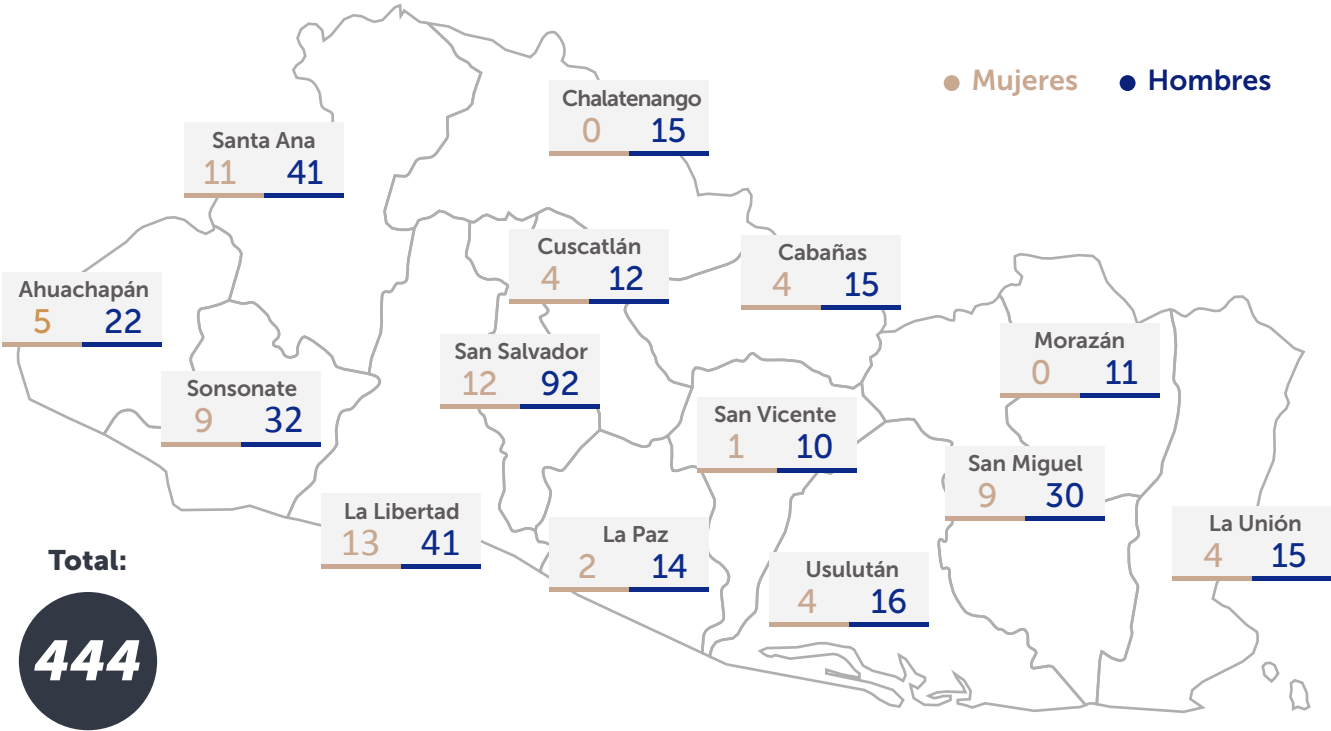 Mujeres Hombres
Chalatenango
0 15
Santa Ana
11 41
Cuscatlán
4 12
Cabañas
4 15
Ahuachapán
5 22
Morazán
0 11
San Salvador
12 92
Sonsonate
9 32
San Vicente
1 10
San Miguel
9 30
La Libertad
13 41
La Unión
4 15
La Paz
2 14
Usulután
4 16
Total:
444